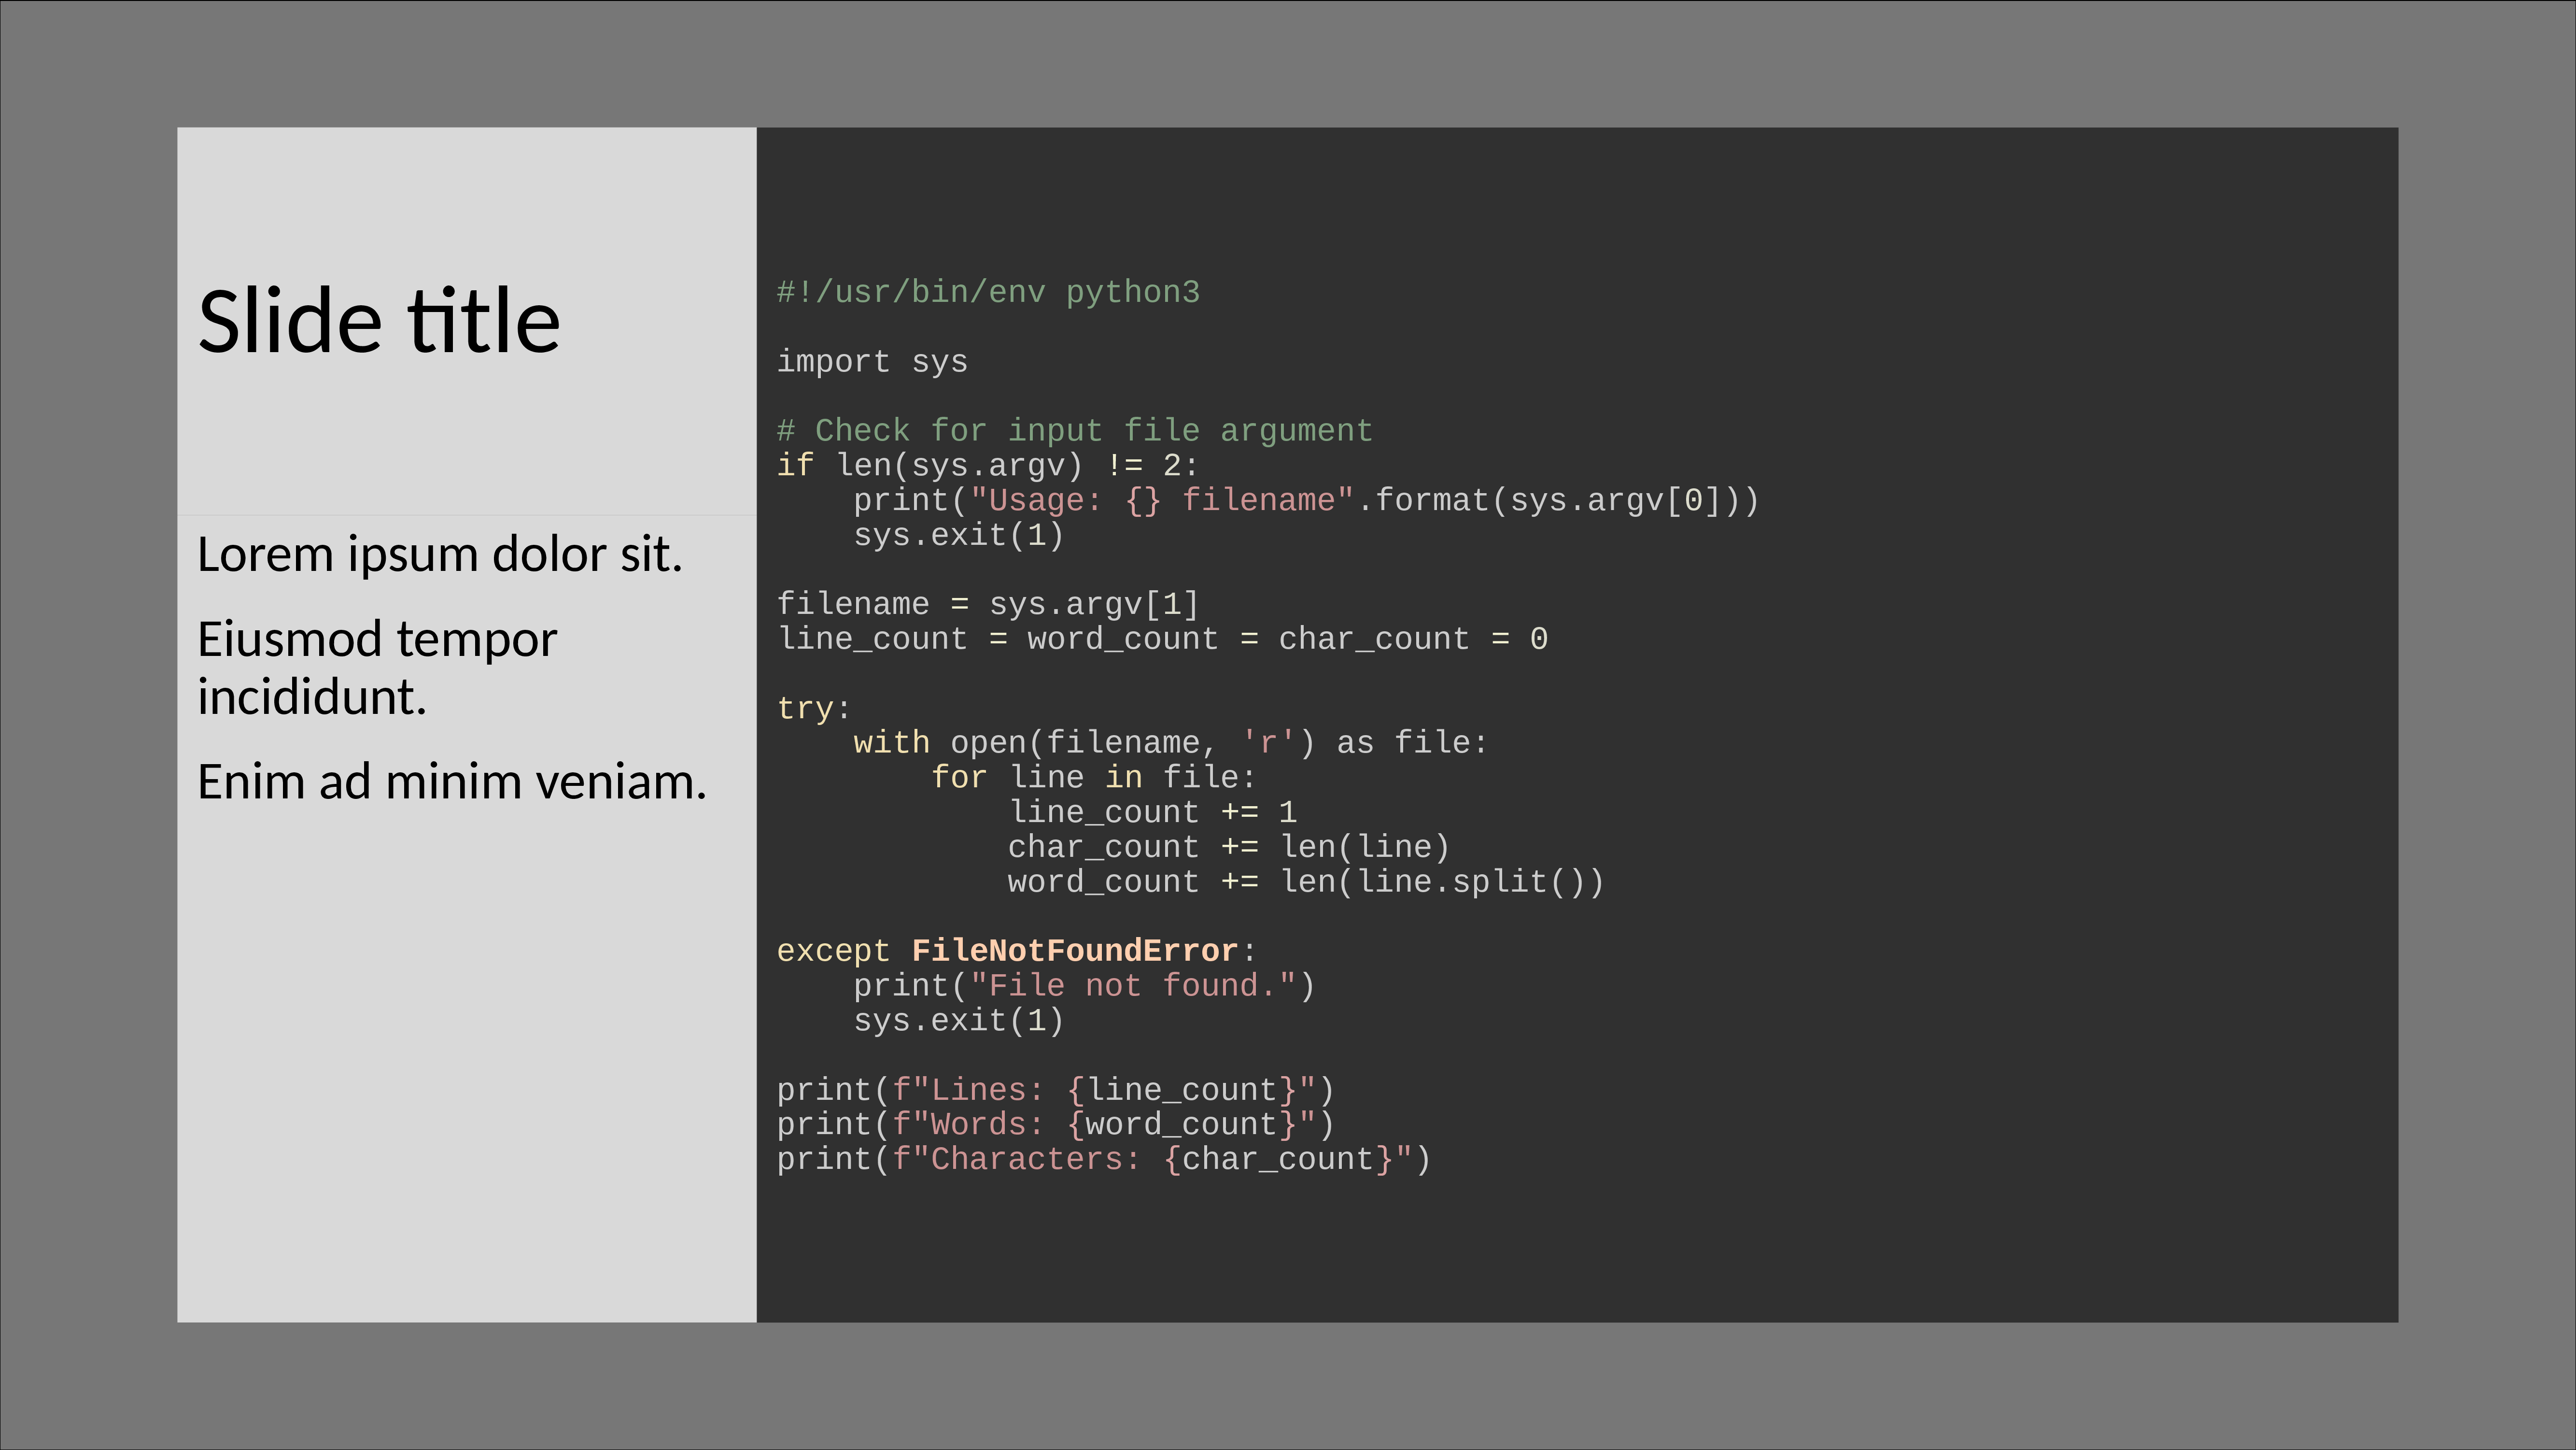 Slide title
Lorem ipsum dolor sit.
Eiusmod tempor
incididunt.
Enim ad minim veniam.
#!/usr/bin/env python3
import sys
# Check for input file argument
if len(sys.argv) != 2:
    print("Usage: {} filename".format(sys.argv[0]))
    sys.exit(1)
filename = sys.argv[1]
line_count = word_count = char_count = 0
try:
    with open(filename, 'r') as file:
        for line in file:
            line_count += 1
            char_count += len(line)
            word_count += len(line.split())
except FileNotFoundError:
    print("File not found.")
    sys.exit(1)
print(f"Lines: {line_count}")
print(f"Words: {word_count}")
print(f"Characters: {char_count}")